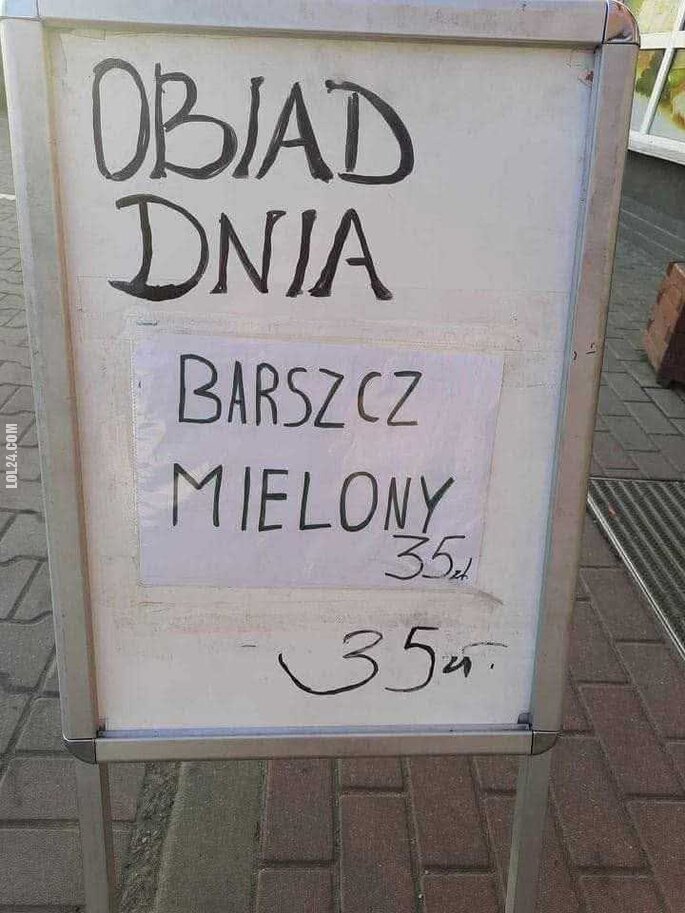 OBIAD
DNIA
BARSZCZ
MIELONY
35zł
35zł.
LOL24.COM